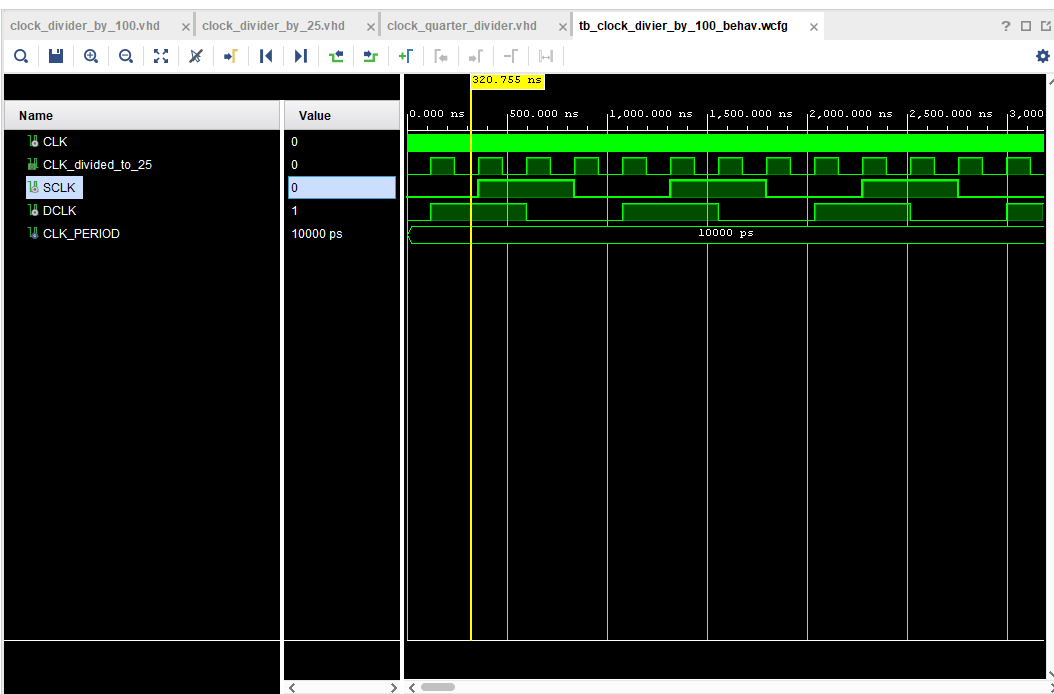 clock_divider_by_100.vhd × clock_divider_by_25.vhd × clock_quarter_divider.vhd × tb_clock_divier_by_100_behav.wcfg × ?
320.755 ns
Name Value 0.000 ns 500.000 ns 1,000.000 ns 1,500.000 ns 2,000.000 ns 2,500.000 ns 3,000
CLK 0
CLK_divided_to_25 0
SCLK 0
DCLK 1
CLK_PERIOD 10000 ps 10000 ps